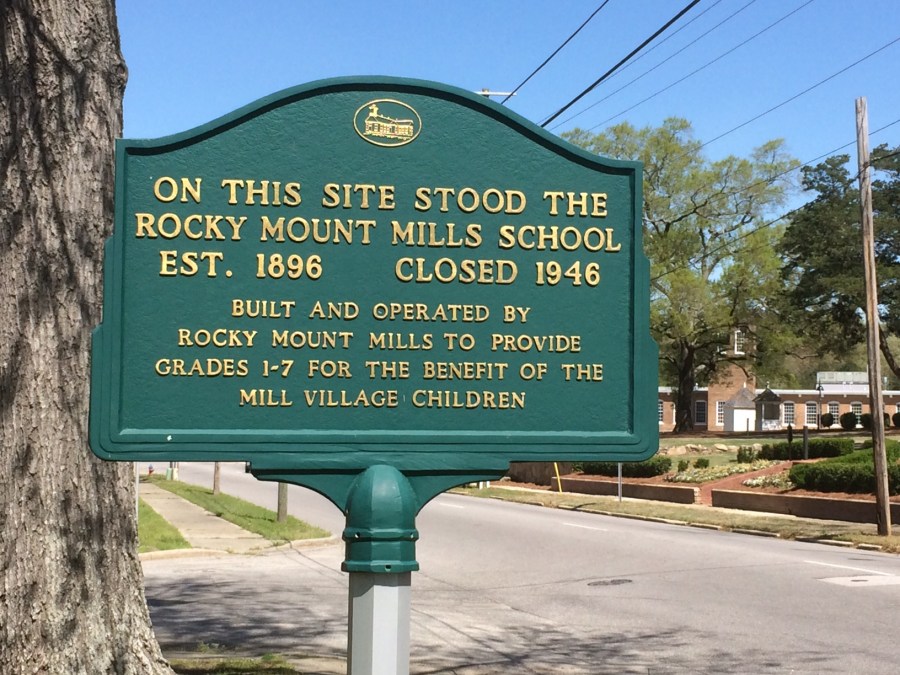 ON THIS SITE STOOD THE
ROCKY MOUNT MILLS SCHOOL
EST. 1896 CLOSED 1946
BUILT AND OPERATED BY
ROCKY MOUNT MILLS TO PROVIDE
GRADES 1-7 FOR THE BENEFIT OF THE
MILL VILLAGE CHILDREN